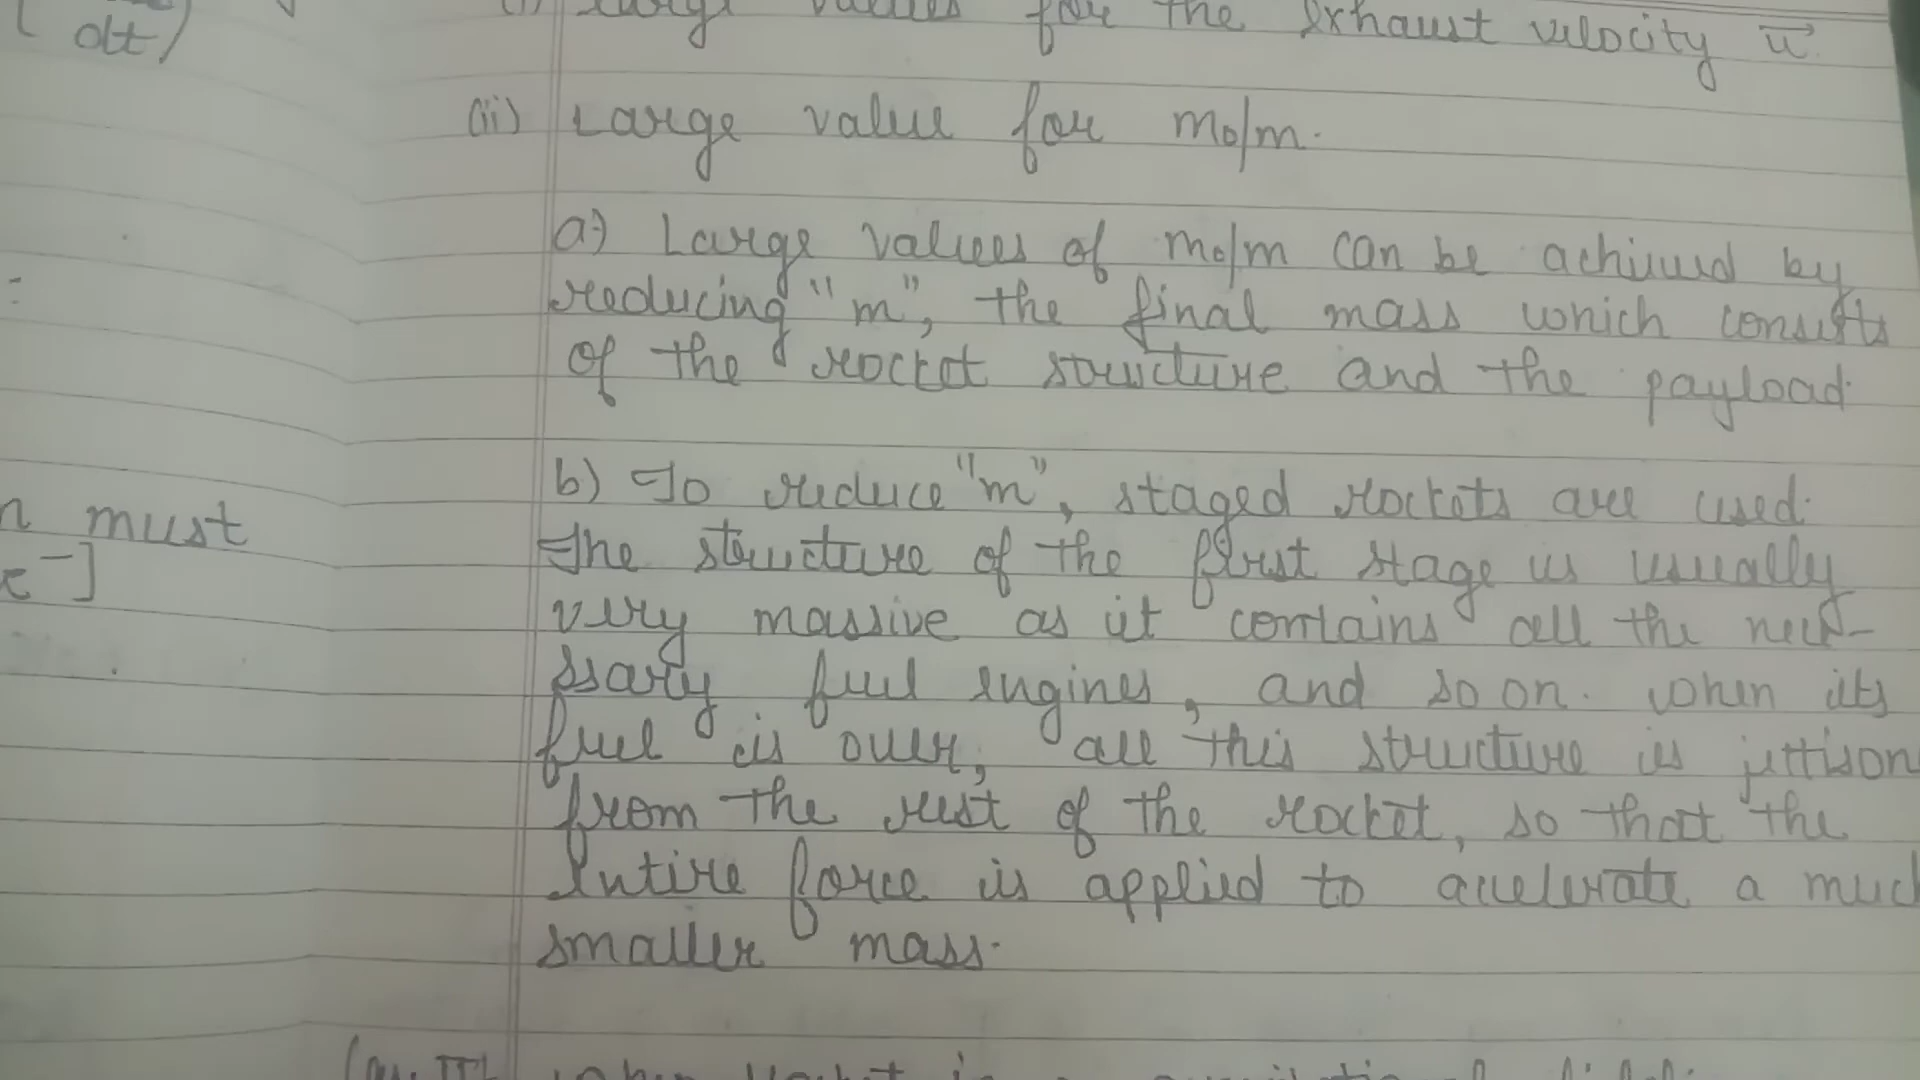 dt)
(i) Large values for the exhaust velocity u
(ii) Large value for mo/m.
a) Large values of mo/m can be achieved by
reducing "m", the final mass which consists
of the rocket structure and the payload.
b) To reduce "m", staged rockets are used.
The structure of the first stage is usually
very massive as it contains all the nece-
ssary fuel engines, and so on. when its
fuel is over, all this structure is jettison
from the rest of the rocket, so that the
Entire force is applied to accelerate a much
smaller mass.
must